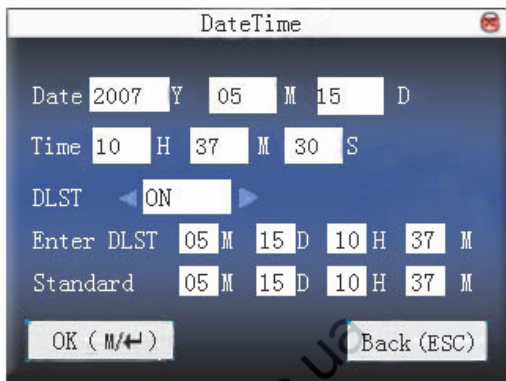 DateTime
Date 2007 Y 05 M 15 D
Time 10 H 37 M 30 S
DLST ON
Enter DLST 05 M 15 D 10 H 37 M
Standard 05 M 15 D 10 H 37 M
OK (M/↵) Back (ESC)
ua